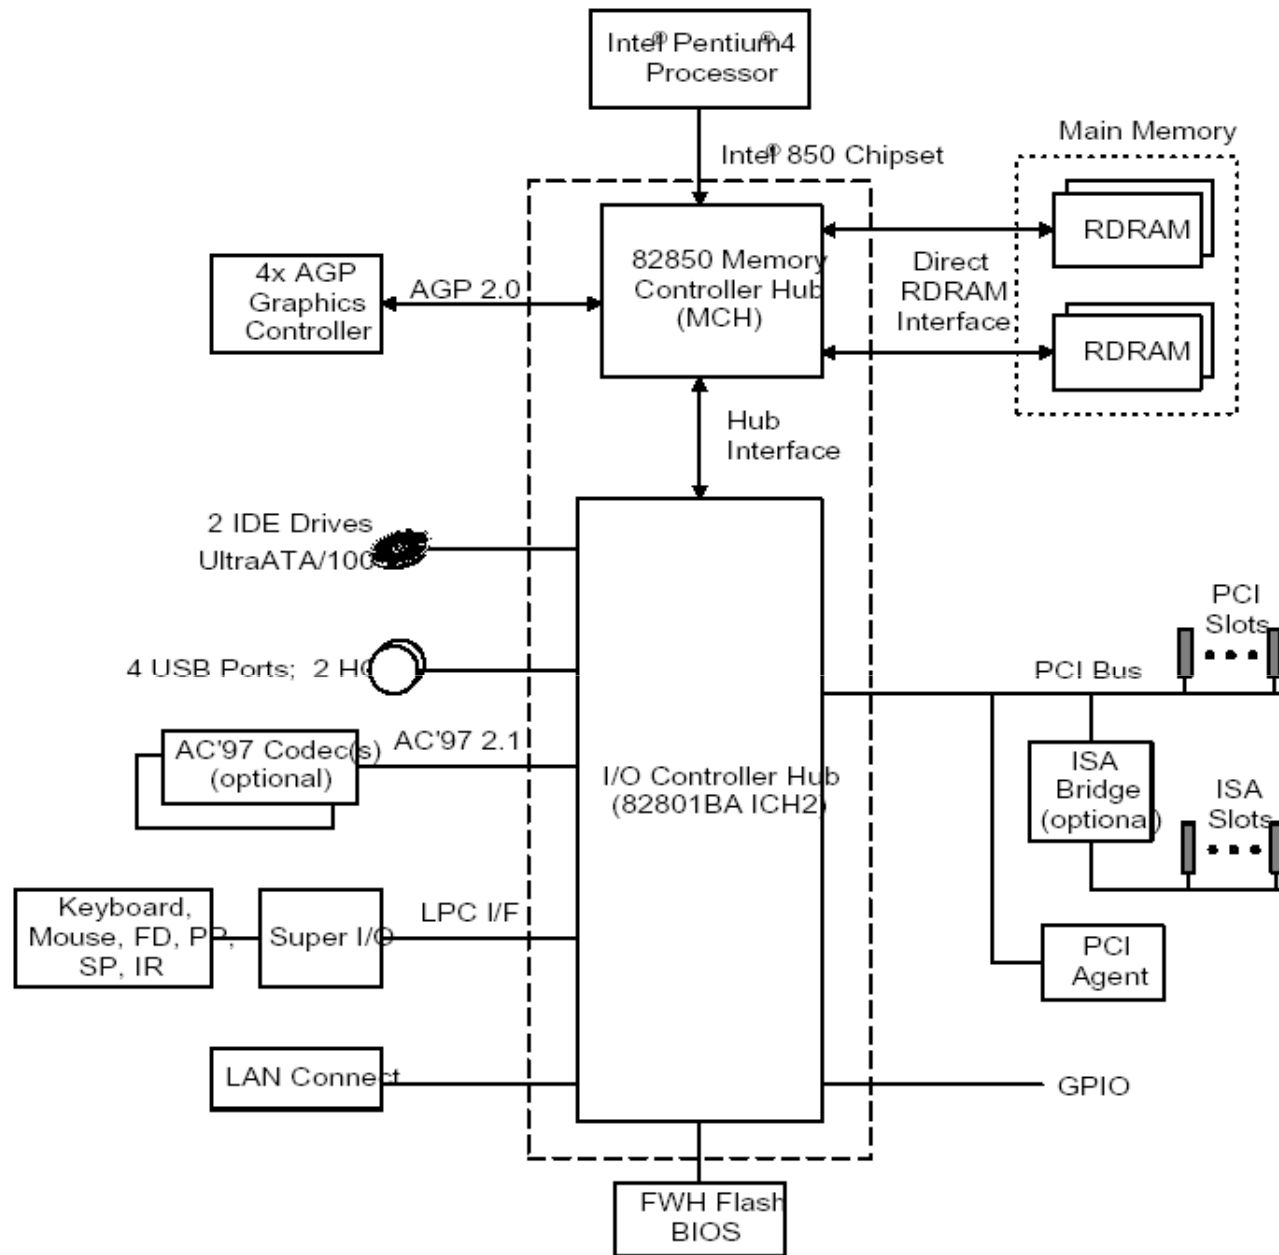 Intel® Pentium®4
Processor
Intel® 850 Chipset
Main Memory
RDRAM
82850 Memory
Controller Hub
(MCH)
Direct
RDRAM
Interface
4x AGP
Graphics
Controller
AGP 2.0
RDRAM
Hub
Interface
2 IDE Drives
UltraATA/100
4 USB Ports; 2 HC
PCI
Slots
PCI Bus
AC'97 Codec(s)
(optional)
AC'97 2.1
I/O Controller Hub
(82801BA ICH2)
ISA
Bridge
(optional)
ISA
Slots
Keyboard,
Mouse, FD, PP,
SP, IR
Super I/O
LPC I/F
PCI
Agent
LAN Connect
GPIO
FWH Flash
BIOS